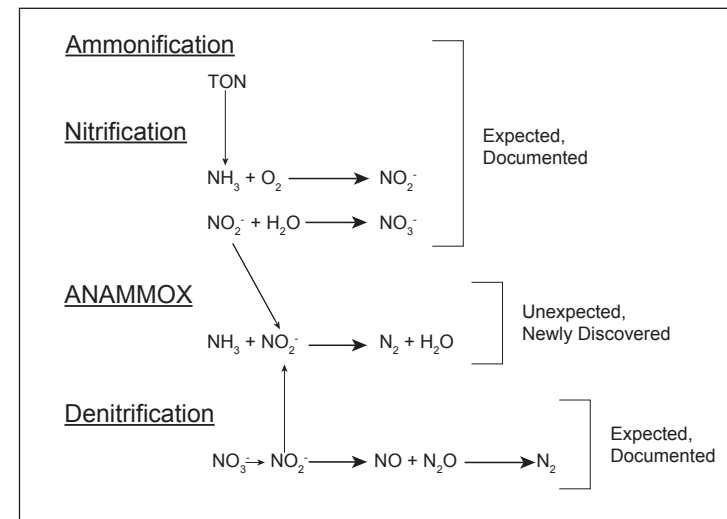 Ammonification
TON
Nitrification
Expected,
Documented
NH₃ + O₂ → NO₂⁻
NO₂⁻ + H₂O → NO₃⁻
ANAMMOX
Unexpected,
Newly Discovered
NH₃ + NO₂⁻ → N₂ + H₂O
Denitrification
Expected,
Documented
NO₃⁻ → NO₂⁻ → NO + N₂O → N₂